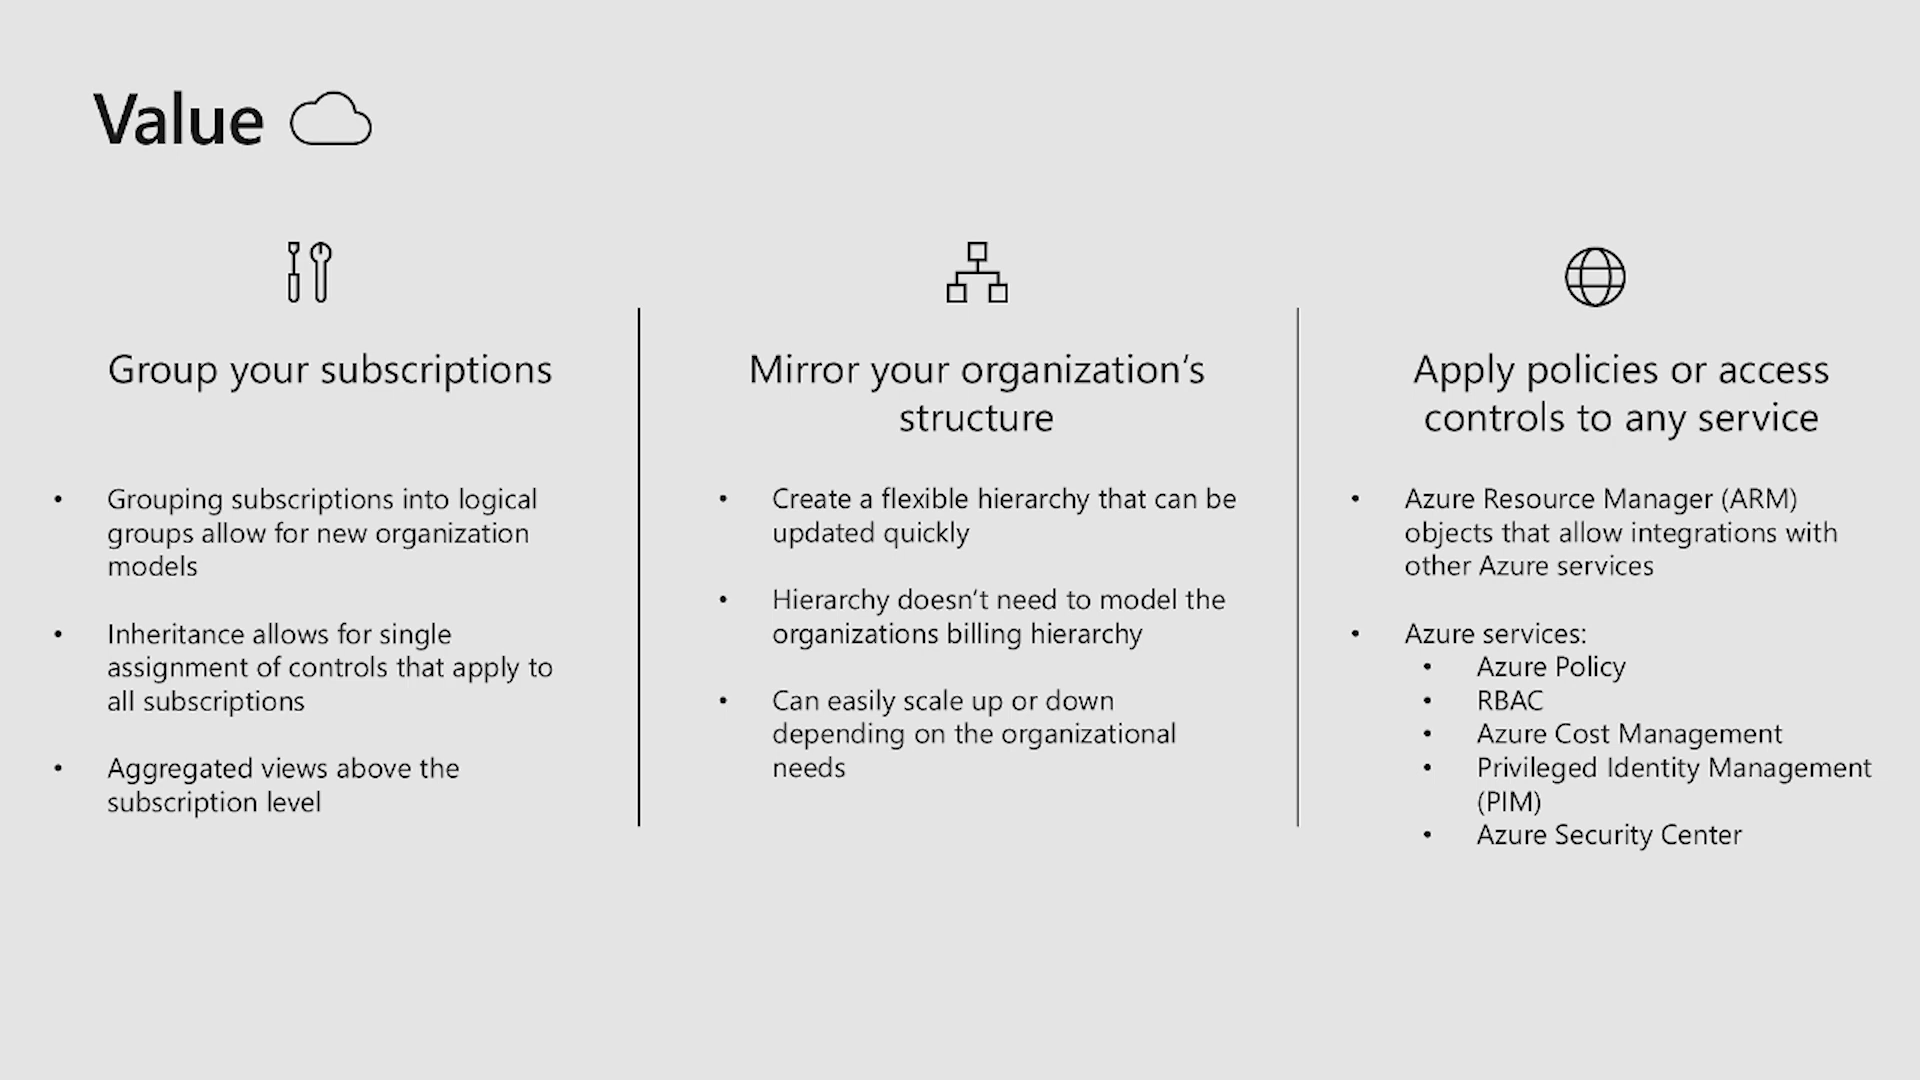 Value
Group your subscriptions
• Grouping subscriptions into logical
groups allow for new organization
models
• Inheritance allows for single
assignment of controls that apply to
all subscriptions
• Aggregated views above the
subscription level
Mirror your organization's
structure
• Create a flexible hierarchy that can be
updated quickly
• Hierarchy doesn't need to model the
organizations billing hierarchy
• Can easily scale up or down
depending on the organizational
needs
Apply policies or access
controls to any service
• Azure Resource Manager (ARM)
objects that allow integrations with
other Azure services
• Azure services:
• Azure Policy
• RBAC
• Azure Cost Management
• Privileged Identity Management
(PIM)
• Azure Security Center